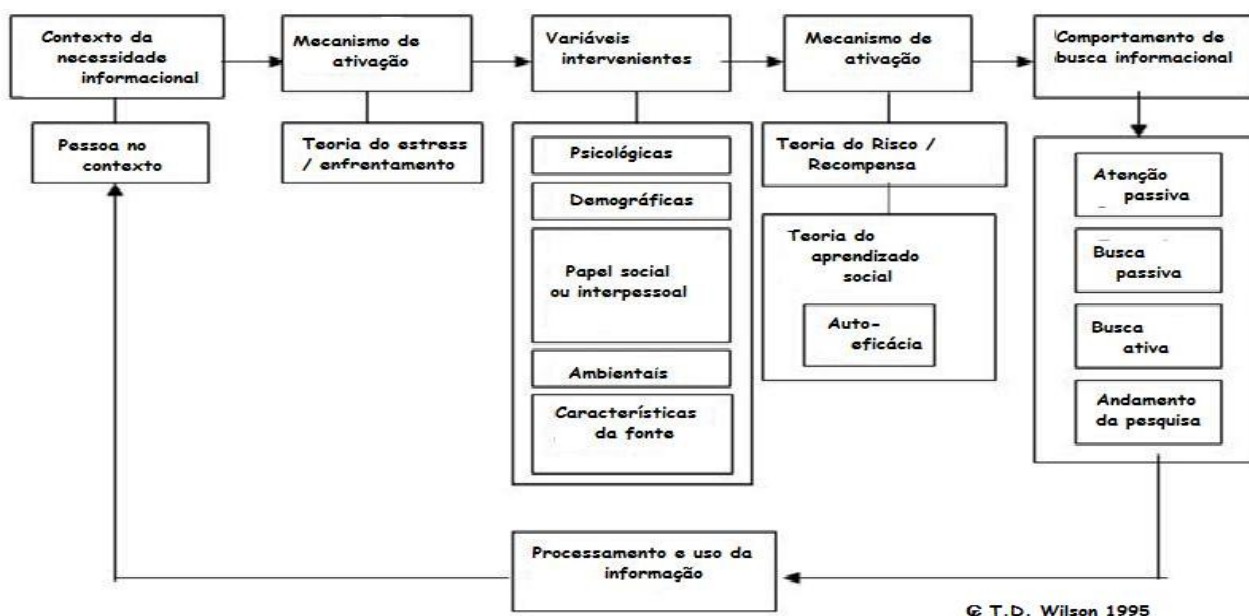 Contexto da
necessidade
informacional
Mecanismo de
ativação
Variáveis
intervenientes
Mecanismo de
ativação
Comportamento de
busca informacional
Pessoa no
contexto
Teoria do estress
/ enfrentamento
Psicológicas
Demográficas
Papel social
ou interpessoal
Ambientais
Características
da fonte
Teoria do Risco /
Recompensa
Teoria do
aprendizado
social
Auto-
eficácia
Atenção
passiva
Busca
passiva
Busca
ativa
Andamento
da pesquisa
Processamento e uso da
informação
© T.D. Wilson 1995